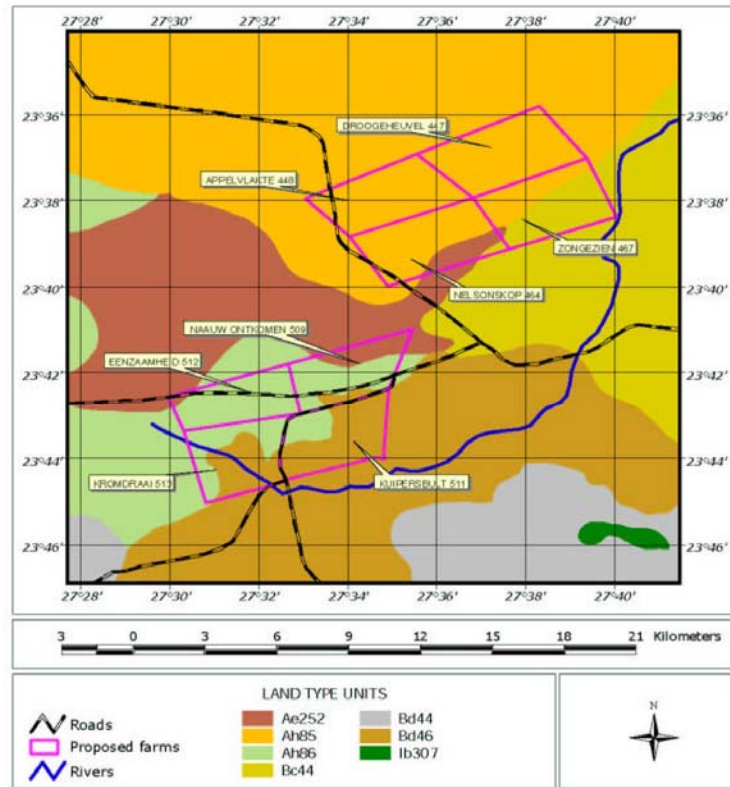 27°28' 27°30' 27°32' 27°34' 27°36' 27°38' 27°40'
23°36' 23°36'
DROOGEHEUVEL 447
APPELVLAKTE 448
23°38' 23°38'
ZONGEZIEN 467
23°40' 23°40'
NELSONSKOP 464
NAAUW ONTKOMEN 509
EENZAAMHEID 512
23°42' 23°42'
23°44' 23°44'
KROMDRAAI 513
KUIPERSBULT 511
23°46' 23°46'
27°28' 27°30' 27°32' 27°34' 27°36' 27°38' 27°40'
3 0 3 6 9 12 15 18 21 Kilometers
LAND TYPE UNITS
Roads
Proposed farms
Rivers
Ae252
Ah85
Ah86
Bc44
Bd44
Bd46
Ib307
N